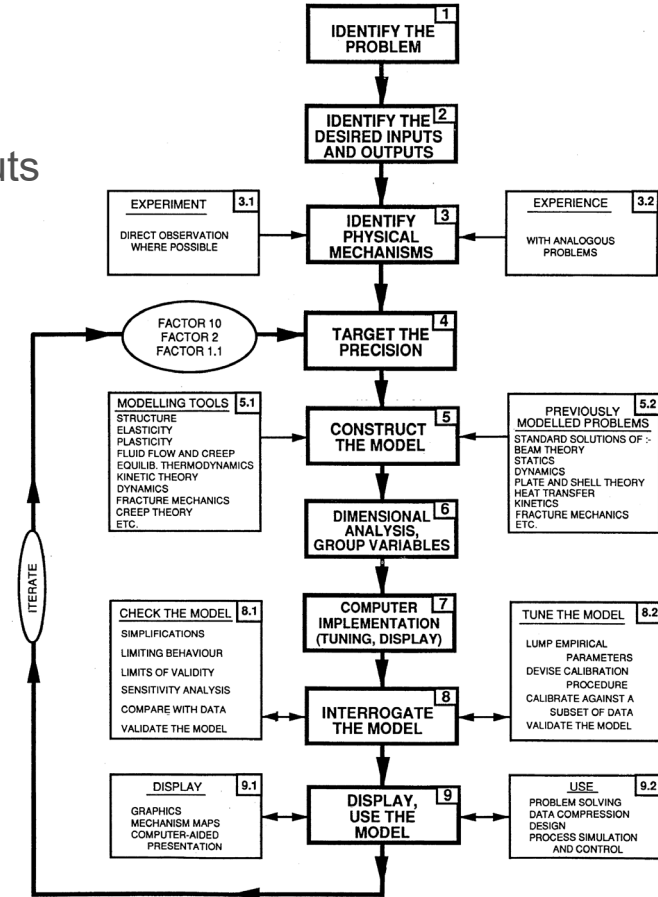 1
IDENTIFY THE
PROBLEM
2
IDENTIFY THE
DESIRED INPUTS
AND OUTPUTS
uts
EXPERIMENT 3.1
DIRECT OBSERVATION
WHERE POSSIBLE
3
IDENTIFY
PHYSICAL
MECHANISMS
EXPERIENCE 3.2
WITH ANALOGOUS
PROBLEMS
FACTOR 10
FACTOR 2
FACTOR 1.1
4
TARGET THE
PRECISION
MODELLING TOOLS 5.1
STRUCTURE
ELASTICITY
PLASTICITY
FLUID FLOW AND CREEP
EQUILIB. THERMODYNAMICS
KINETIC THEORY
DYNAMICS
FRACTURE MECHANICS
CREEP THEORY
ETC.
5
CONSTRUCT
THE MODEL
5.2
PREVIOUSLY
MODELLED PROBLEMS
STANDARD SOLUTIONS OF :-
BEAM THEORY
STATICS
DYNAMICS
PLATE AND SHELL THEORY
HEAT TRANSFER
KINETICS
FRACTURE MECHANICS
ETC.
6
DIMENSIONAL
ANALYSIS,
GROUP VARIABLES
ITERATE
7
COMPUTER
IMPLEMENTATION
(TUNING, DISPLAY)
CHECK THE MODEL 8.1
SIMPLIFICATIONS
LIMITING BEHAVIOUR
LIMITS OF VALIDITY
SENSITIVITY ANALYSIS
COMPARE WITH DATA
VALIDATE THE MODEL
8
INTERROGATE
THE MODEL
TUNE THE MODEL 8.2
LUMP EMPIRICAL
PARAMETERS
DEVISE CALIBRATION
PROCEDURE
CALIBRATE AGAINST A
SUBSET OF DATA
VALIDATE THE MODEL
DISPLAY 9.1
GRAPHICS
MECHANISM MAPS
COMPUTER-AIDED
PRESENTATION
9
DISPLAY,
USE THE
MODEL
USE 9.2
PROBLEM SOLVING
DATA COMPRESSION
DESIGN
PROCESS SIMULATION
AND CONTROL